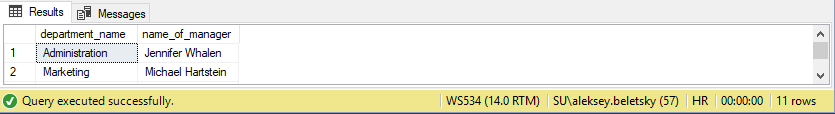 Results Messages
department_name name_of_manager
1 Administration Jennifer Whalen
2 Marketing Michael Hartstein
Query executed successfully. WS534 (14.0 RTM) SU\aleksey.beletsky (57) HR 00:00:00 11 rows